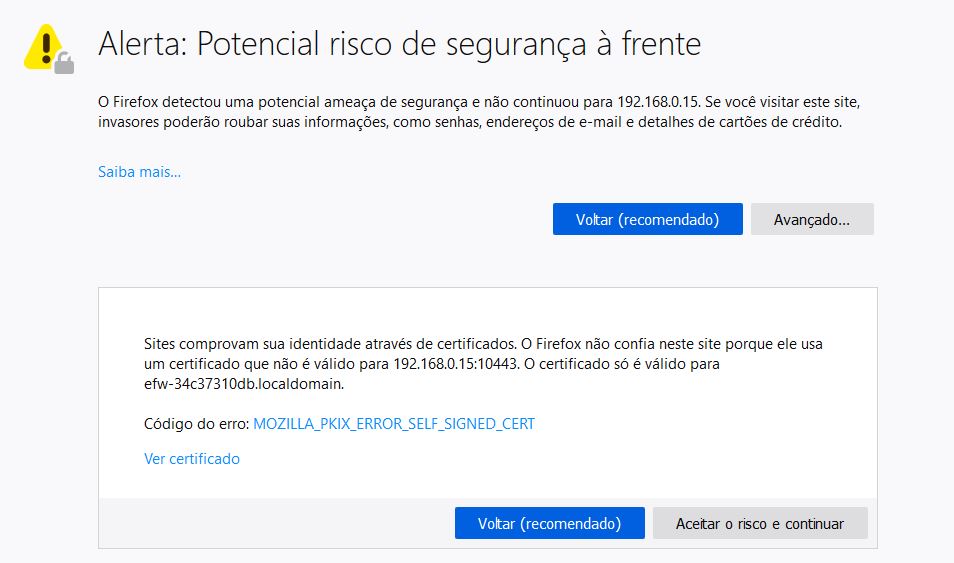 Alerta: Potencial risco de segurança à frente
O Firefox detectou uma potencial ameaça de segurança e não continuou para 192.168.0.15. Se você visitar este site,
invasores poderão roubar suas informações, como senhas, endereços de e-mail e detalhes de cartões de crédito.
Saiba mais...
Voltar (recomendado)
Avançado...
Sites comprovam sua identidade através de certificados. O Firefox não confia neste site porque ele usa
um certificado que não é válido para 192.168.0.15:10443. O certificado só é válido para
efw-34c37310db.localdomain.
Código do erro: MOZILLA_PKIX_ERROR_SELF_SIGNED_CERT
Ver certificado
Voltar (recomendado)
Aceitar o risco e continuar